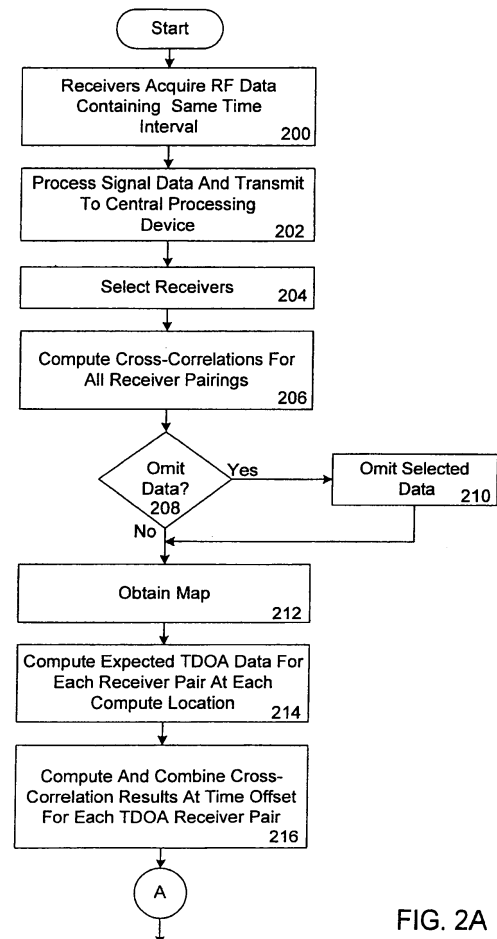 Start
Receivers Acquire RF Data
Containing Same Time
Interval
200
Process Signal Data And Transmit
To Central Processing
Device
202
Select Receivers
204
Compute Cross-Correlations For
All Receiver Pairings
206
Omit
Data?
208
Yes
No
Omit Selected
Data
210
Obtain Map
212
Compute Expected TDOA Data For
Each Receiver Pair At Each
Compute Location
214
Compute And Combine Cross-
Correlation Results At Time Offset
For Each TDOA Receiver Pair
216
A
FIG. 2A